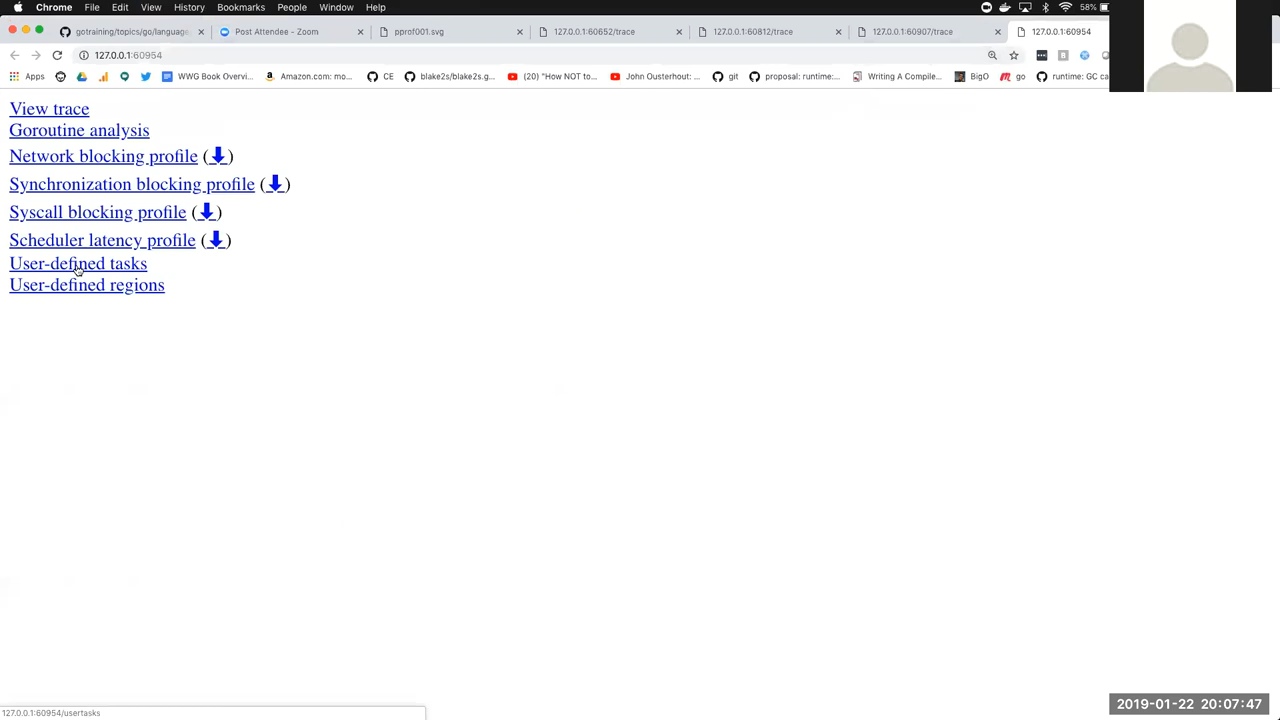 Chrome File Edit View History Bookmarks People Window Help 58%
gotraining/topics/go/language Post Attendee - Zoom pprof001.svg 127.0.0.1:60652/trace 127.0.0.1:60812/trace 127.0.0.1:60907/trace 127.0.0.1:60954
127.0.0.1:60954
Apps WWG Book Overvi... Amazon.com: mo... CE blake2s/blake2s.g... (20) "How NOT to... John Ousterhout: ... git proposal: runtime:... Writing A Compile... BigO go runtime: GC ca
View trace
Goroutine analysis
Network blocking profile (⬇)
Synchronization blocking profile (⬇)
Syscall blocking profile (⬇)
Scheduler latency profile (⬇)
User-defined tasks
User-defined regions
127.0.0.1:60954/usertasks
2019-01-22 20:07:47